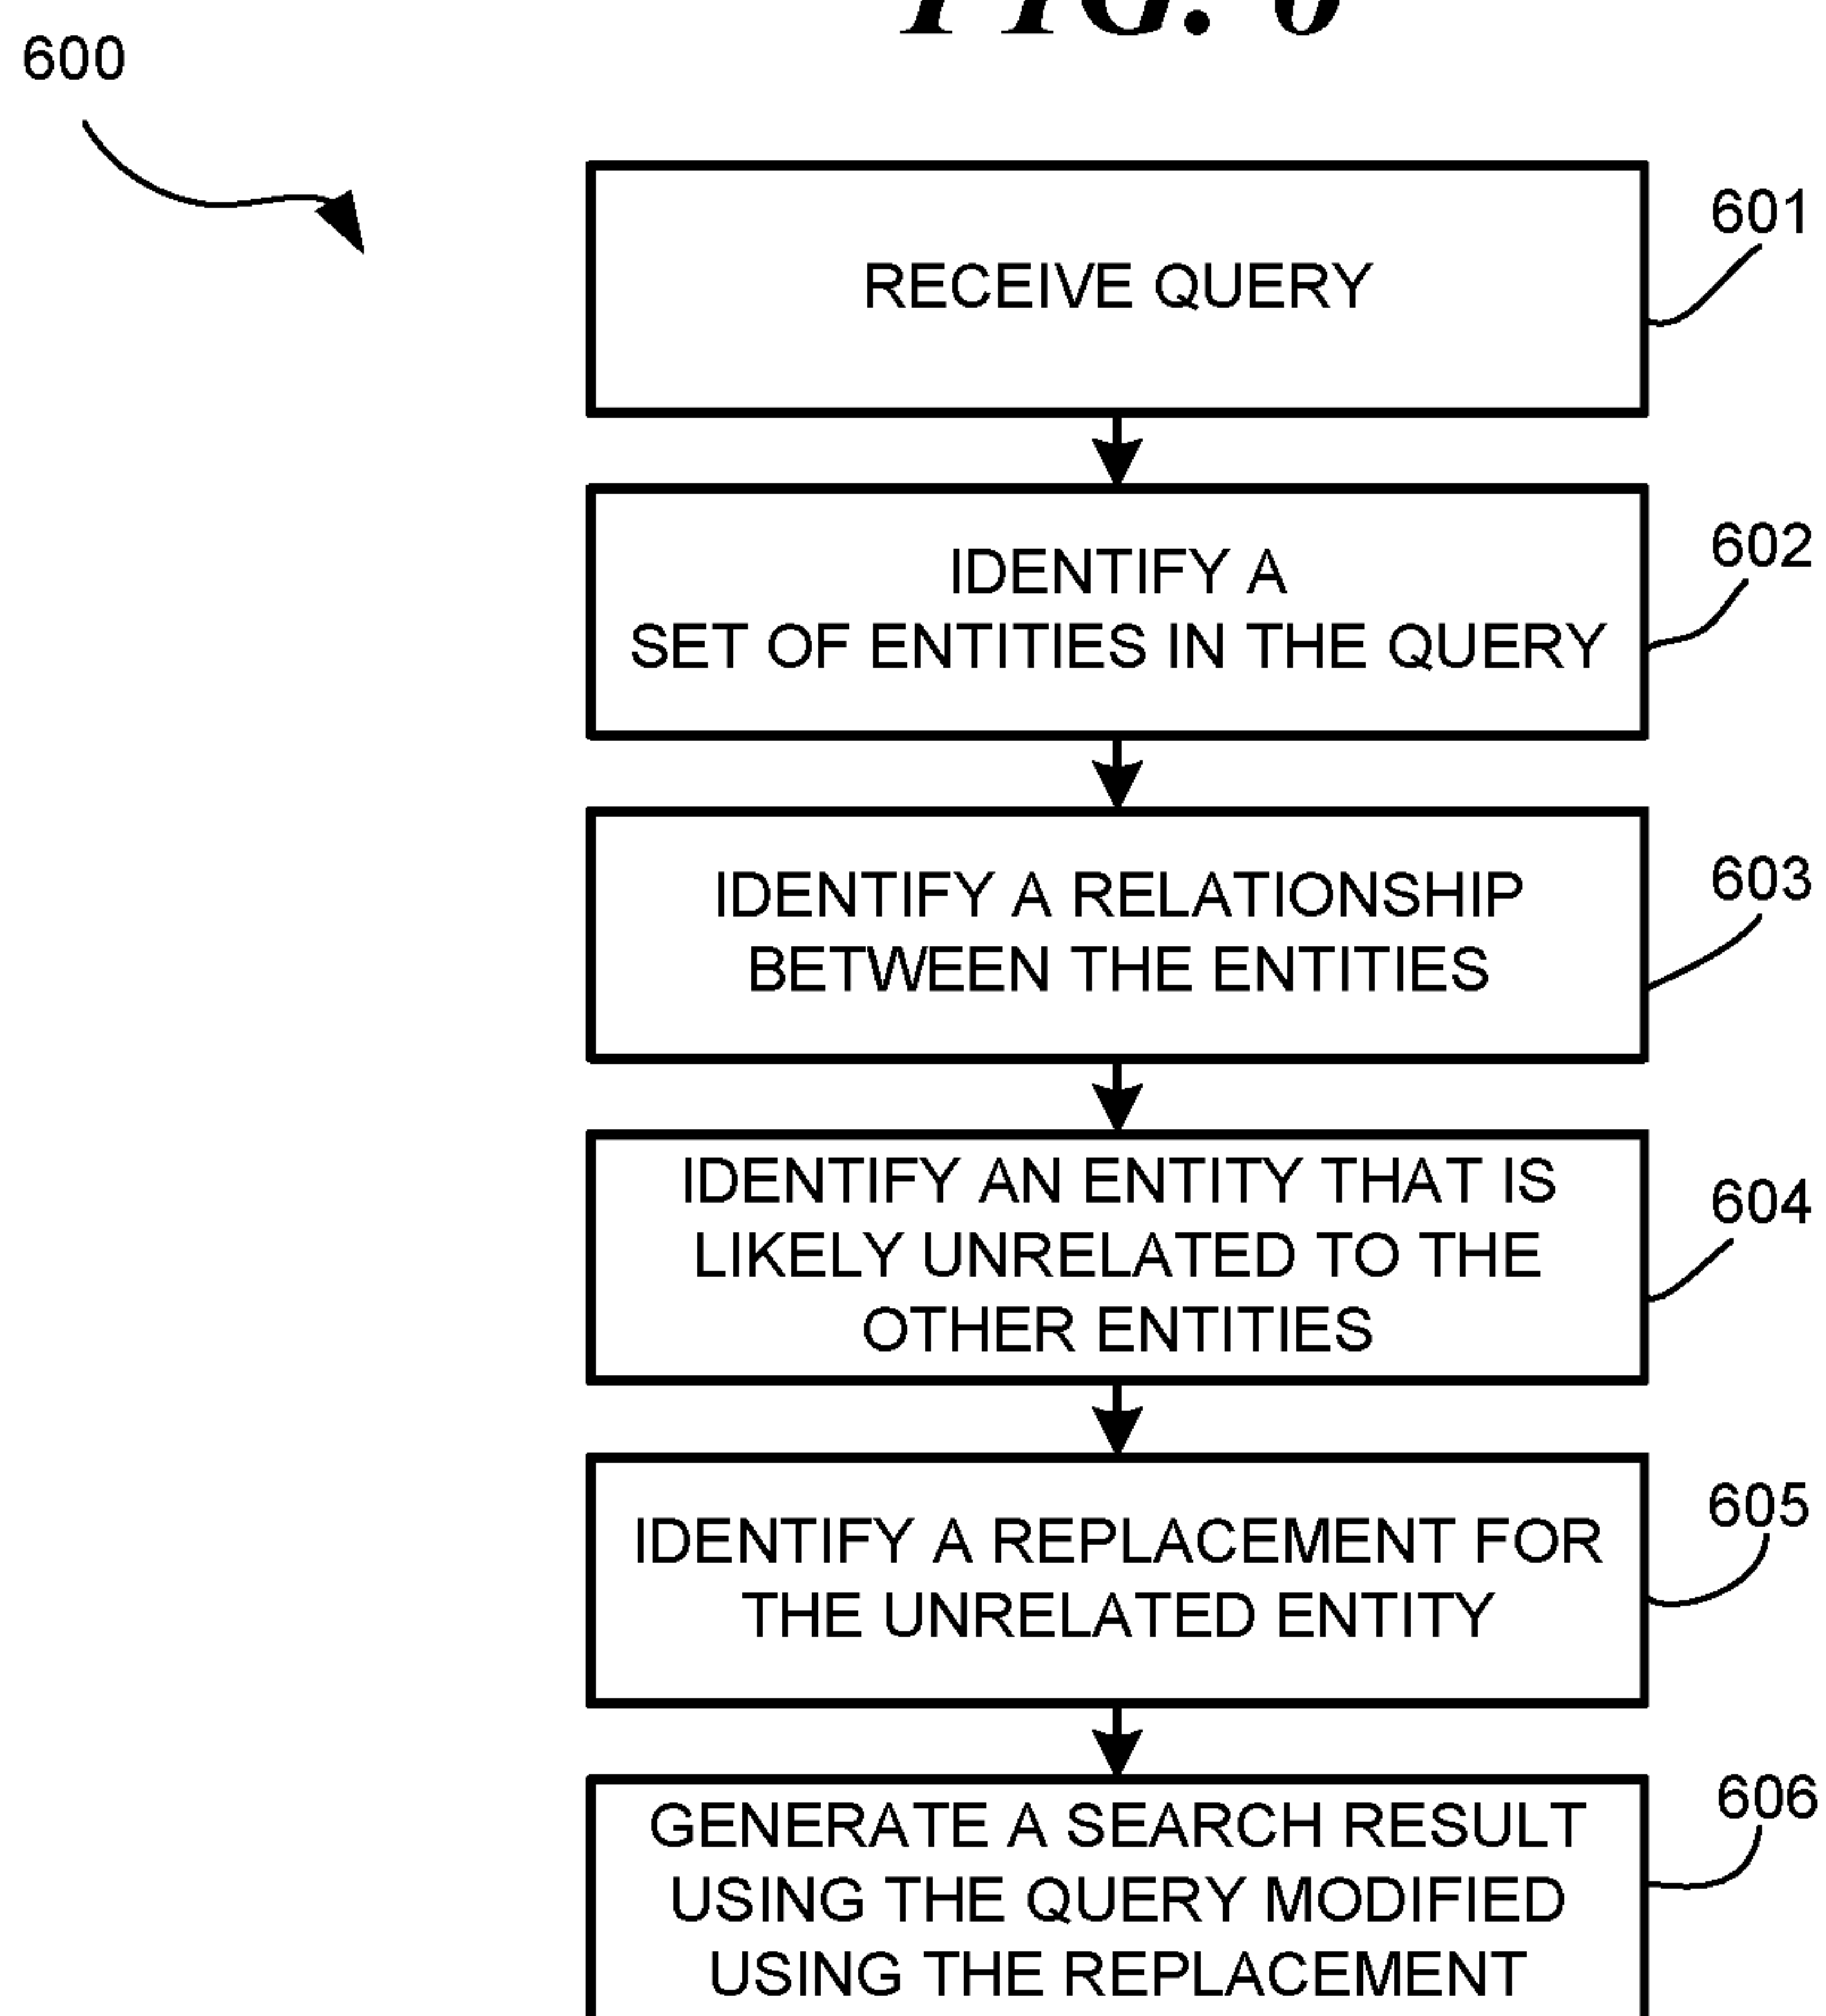 FIG. 6
600
RECEIVE QUERY
601
IDENTIFY A
SET OF ENTITIES IN THE QUERY
602
IDENTIFY A RELATIONSHIP
BETWEEN THE ENTITIES
603
IDENTIFY AN ENTITY THAT IS
LIKELY UNRELATED TO THE
OTHER ENTITIES
604
IDENTIFY A REPLACEMENT FOR
THE UNRELATED ENTITY
605
GENERATE A SEARCH RESULT
USING THE QUERY MODIFIED
USING THE REPLACEMENT
606